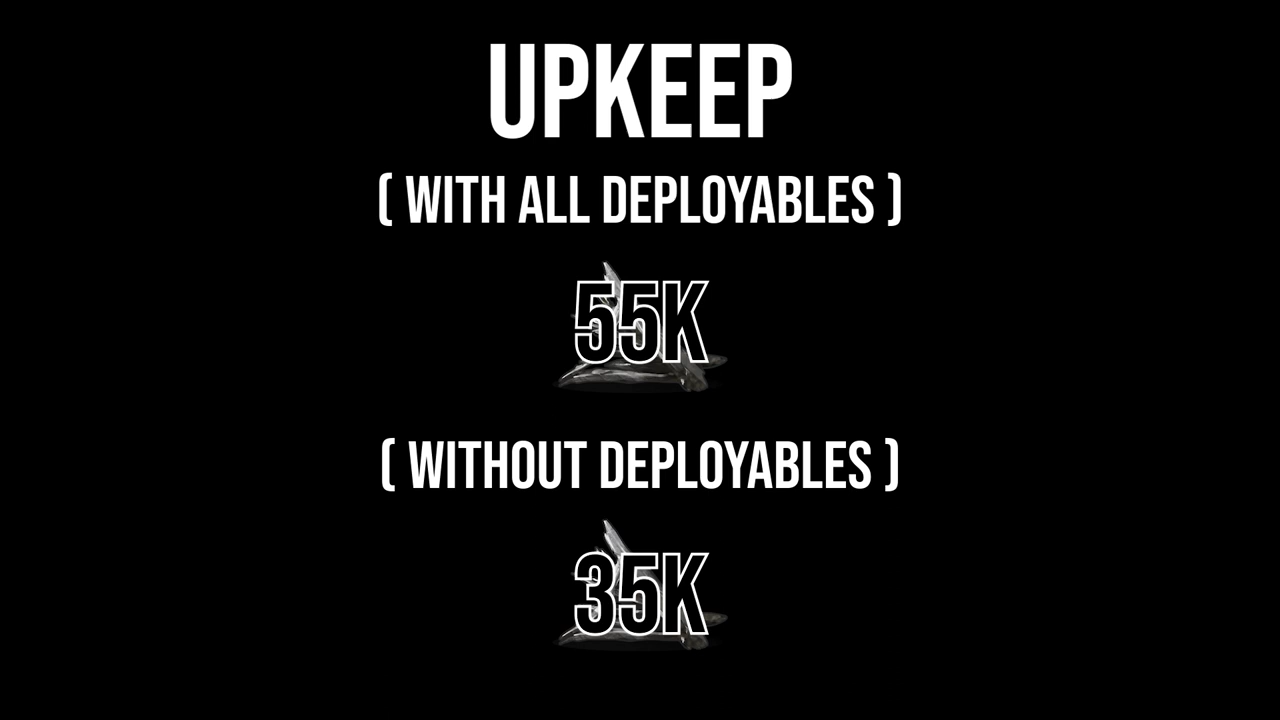 UPKEEP
( WITH ALL DEPLOYABLES )
55K
( WITHOUT DEPLOYABLES )
35K